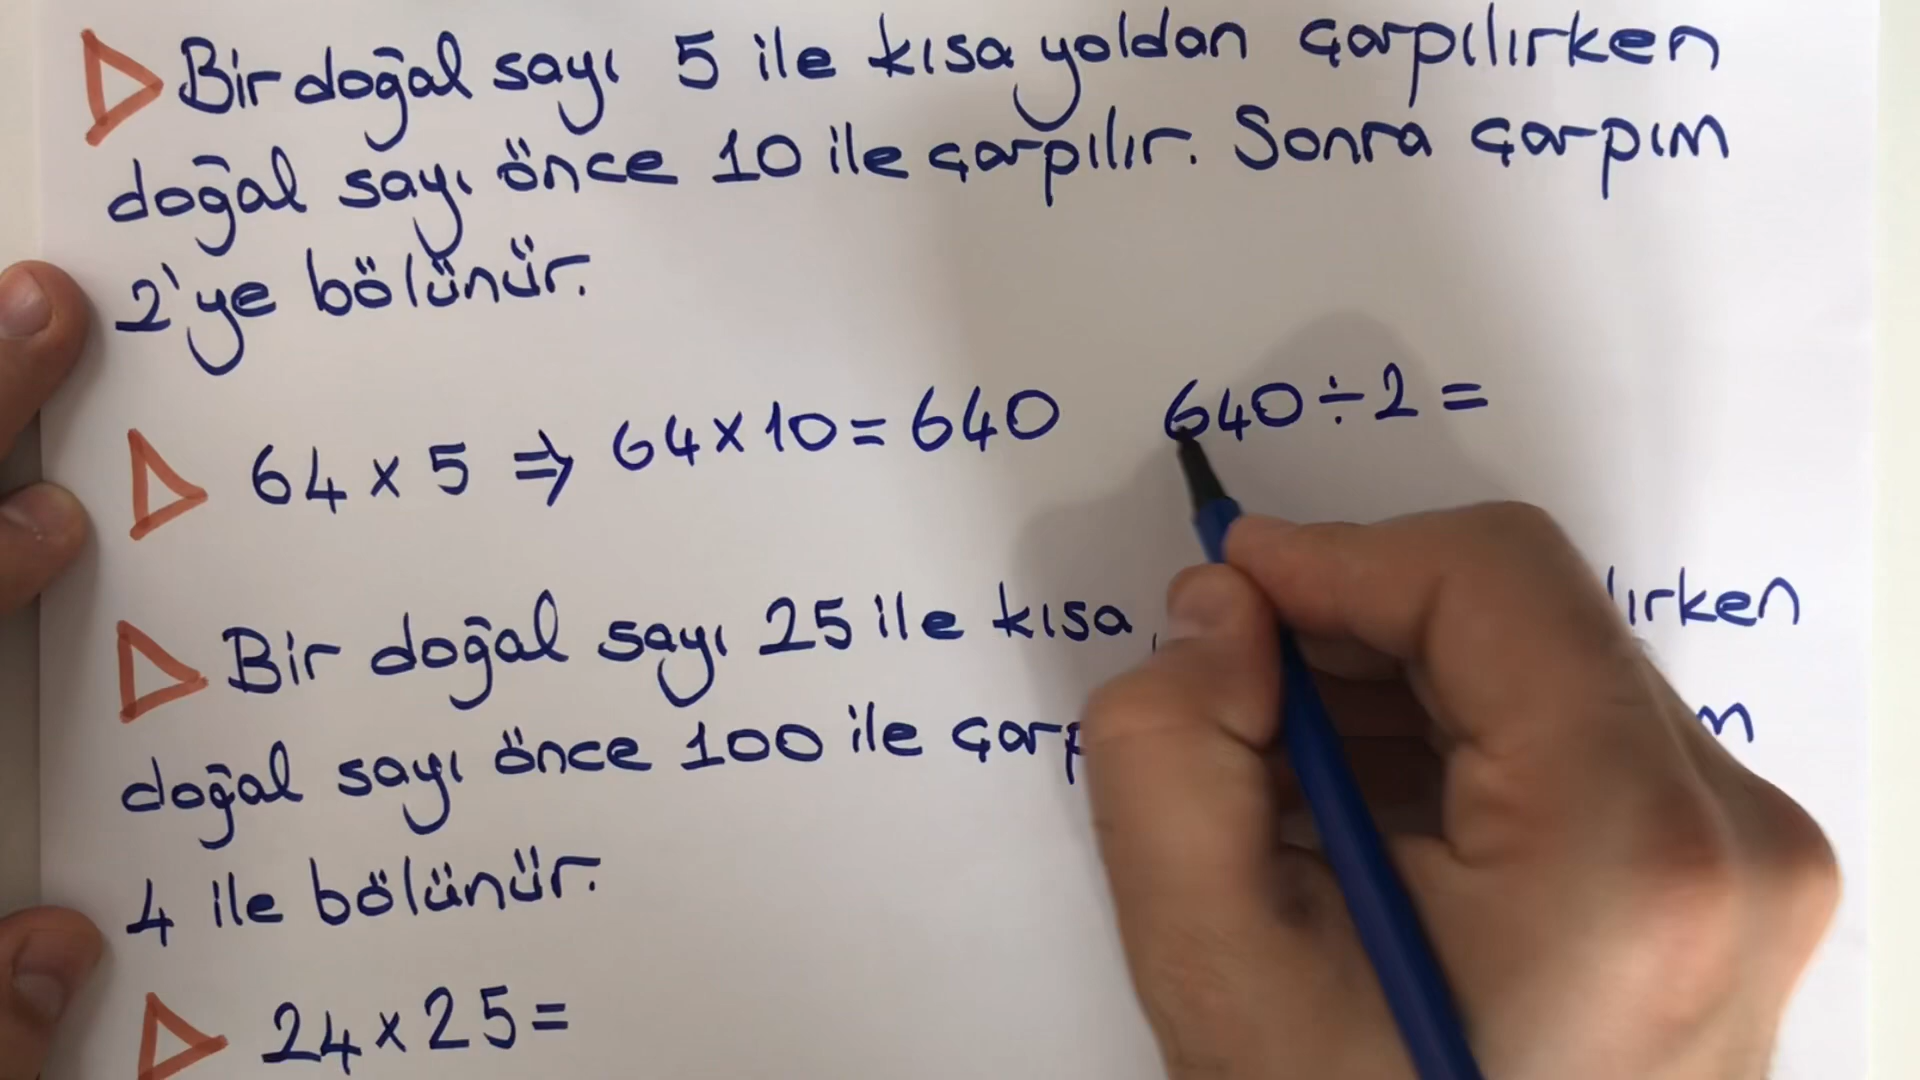 Bir doğal sayı 5 ile kısa yoldan çarpılırken
doğal sayı önce 10 ile çarpılır. Sonra çarpım
2'ye bölünür.
64 x 5 ⇒ 64 x 10 = 640 640 ÷ 2 =
Bir doğal sayı 25 ile kısa
doğal sayı önce 100 ile
4 ile bölünür.
24 x 25 =